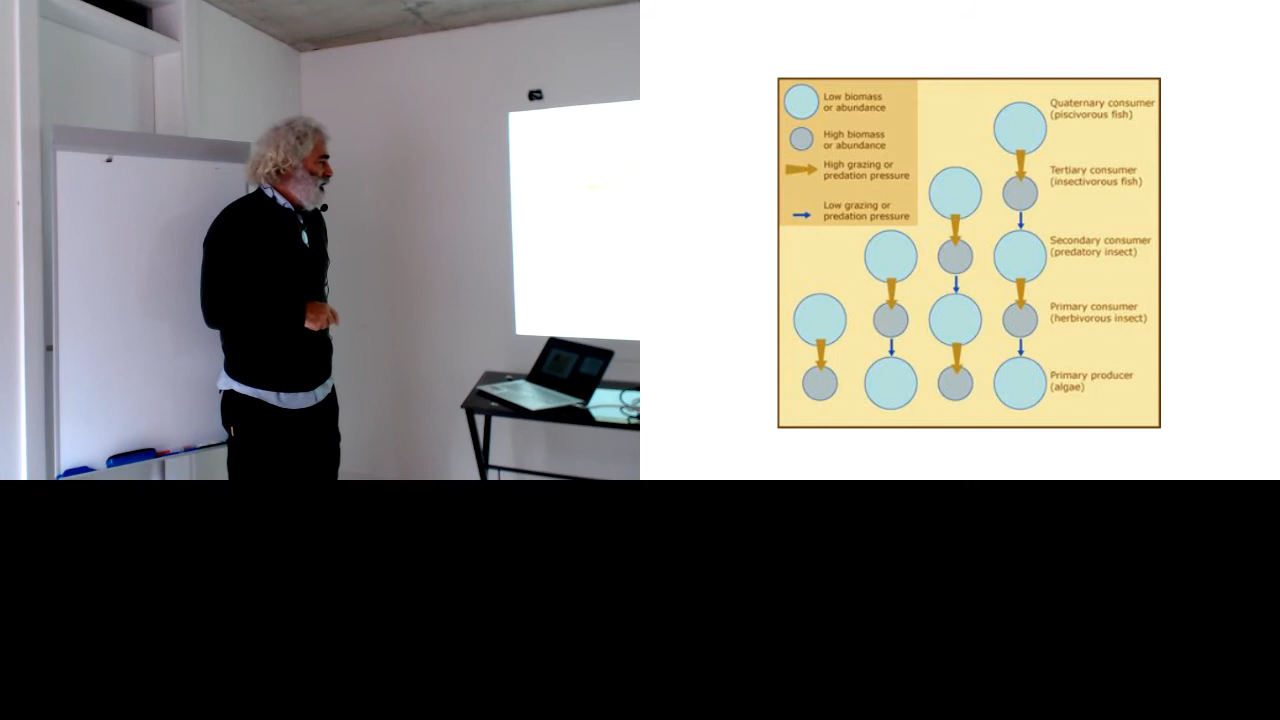 Low biomass
or abundance
High biomass
or abundance
High grazing or
predation pressure
Low grazing or
predation pressure
Quaternary consumer
(piscivorous fish)
Tertiary consumer
(insectivorous fish)
Secondary consumer
(predatory insect)
Primary consumer
(herbivorous insect)
Primary producer
(algae)